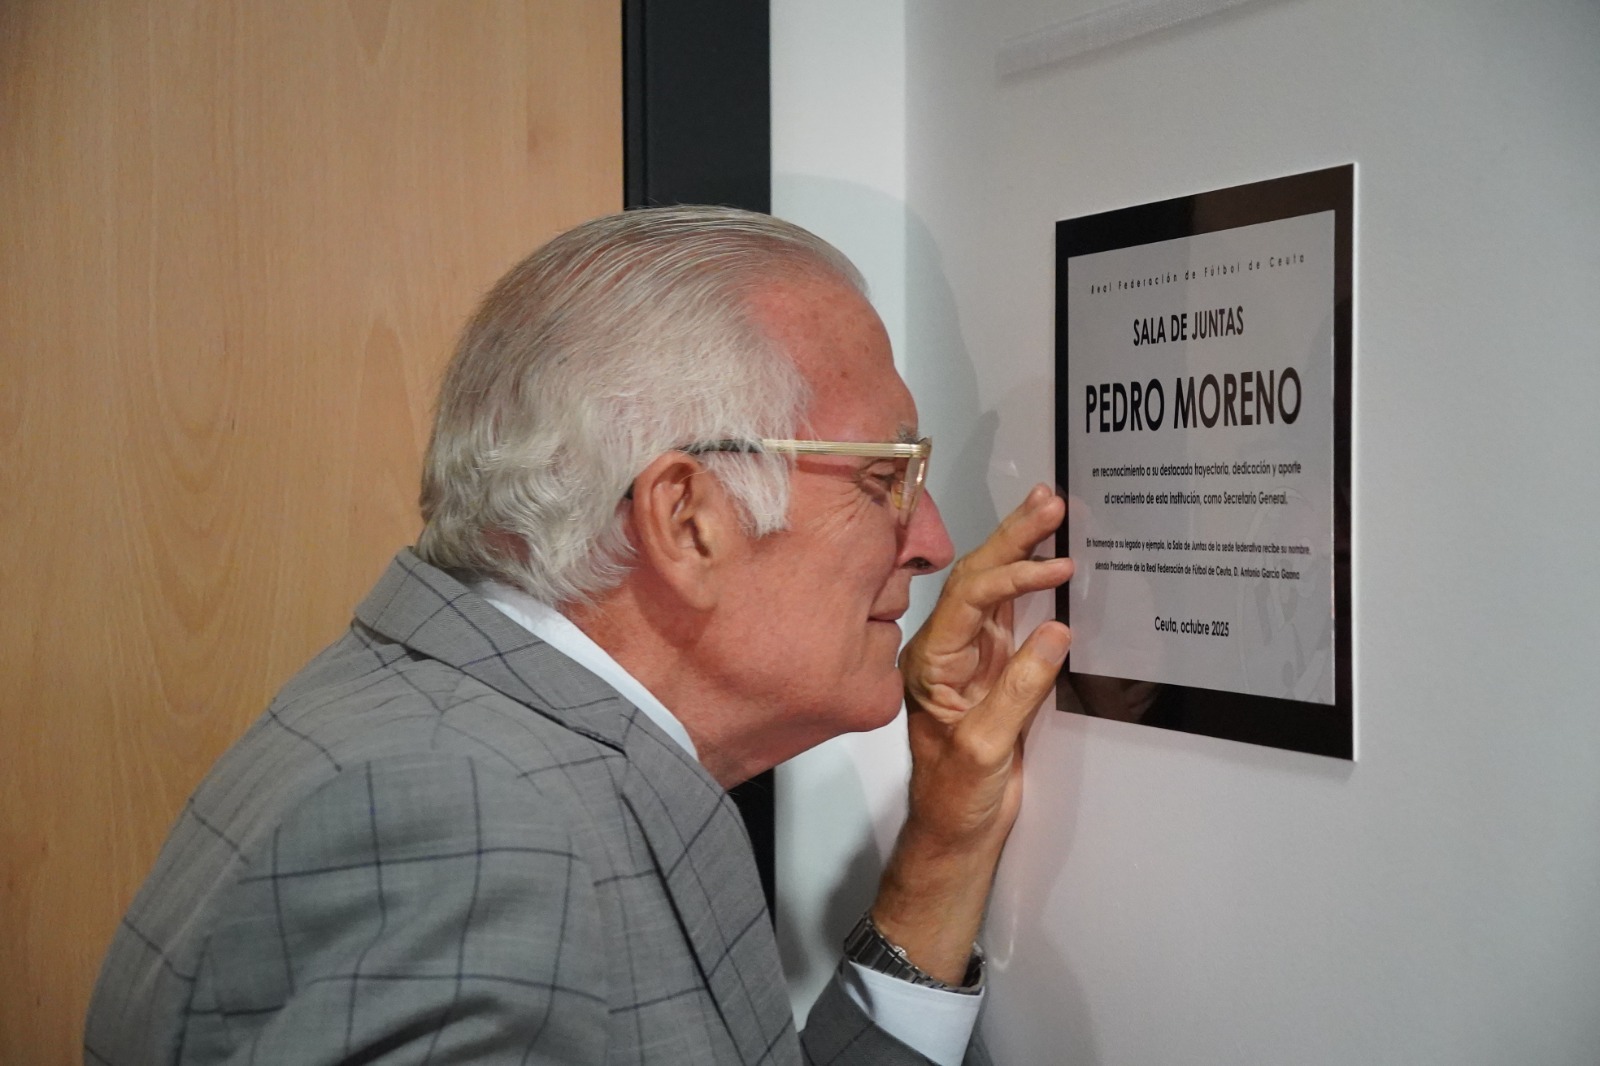 Real Federación de Fútbol de Ceuta
SALA DE JUNTAS
PEDRO MORENO
en reconocimiento a su destacada trayectoria, dedicación y aporte
al crecimiento de esta institución, como Secretario General.
En homenaje a su legado y ejemplo, la Sala de Juntas de la sede federativa recibe su nombre,
siendo Presidente de la Real Federación de Fútbol de Ceuta, D. Antonio García Gaona
Ceuta, octubre 2025